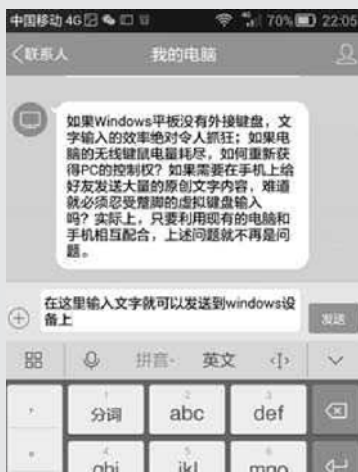 中国移动 4G 70% 22:05
联系人 我的电脑
如果Windows平板没有外接键盘，文
字输入的效率绝对令人抓狂；如果电
脑的无线键鼠电量耗尽，如何重新获
得PC的控制权？如果需要在手机上给
好友发送大量的原创文字内容，难道
就必须忍受蹩脚的虚拟键盘输入
吗？实际上，只要利用现有的电脑和
手机相互配合，上述问题就不再是问
题。
在这里输入文字就可以发送到windows设
备上
发送
拼音 英文
， 分词 abc def
。 ghi jkl mno